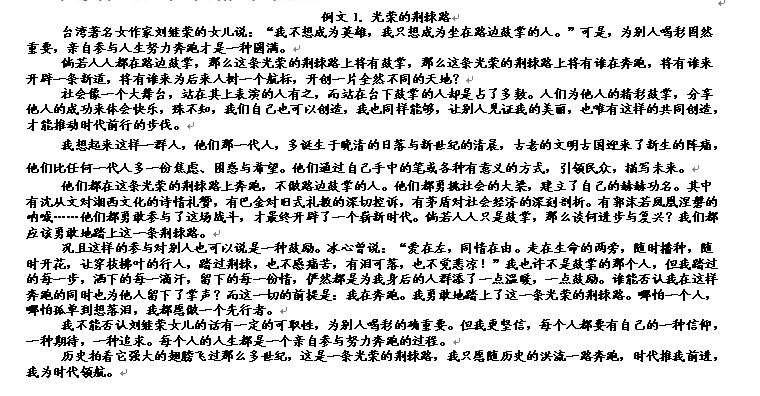 例文 1. 光荣的荆棘路
台湾著名女作家刘继荣的女儿说：“我不想成为英雄，我只想成为坐在路边鼓掌的人。”可是，为别人喝彩固然
重要，亲自参与人生努力奔跑才是一种圆满。
倘若人人都在路边鼓掌，那么这条光荣的荆棘路上将有鼓掌，那么这条光荣的荆棘路上将有谁在奔跑，将有谁来
开辟一条新道，将有谁来为后来人树一个航标，开创一片全然不同的天地？
社会像一个大舞台，站在其上表演的人有之，而站在台下鼓掌的人却是占了多数。人们为他人的精彩鼓掌，分享
他人的成功来体会快乐，殊不知，我们自己也可以创造，我也同样能够，让别人见证我的美丽，也唯有这样的共同创造，
才能推动时代前行的步伐。
我想起来这样一群人，他们那一代人，多诞生于晚清的日落与新世纪的清晨，古老的文明古国迎来了新生的阵痛，
他们比任何一代人多一份焦虑、困惑与希望。他们通过自己手中的笔或各种有意义的方式，引领民众，描写未来。
他们都在这条光荣的荆棘路上奔跑，不做路边鼓掌的人。他们都勇挑社会的大梁，建立了自己的赫赫功名。其中
有沈从文对湘西文化的诗情礼赞，有巴金对旧式礼教的深切控诉，有茅盾对社会经济的深刻剖析。有郭沫若凤凰涅磐的
呐喊……他们都勇敢参与了这场战斗，才最终开辟了一个崭新时代。倘若人人只是鼓掌，那么谈何进步与复兴？我们都
应该勇敢地踏上这一条荆棘路。
况且这样的参与对别人也可以说是一种鼓励。冰心曾说：“爱在左，同情在由。走在生命的两旁，随时播种，随
时开花，让穿枝拂叶的行人，踏过荆棘，也不感痛苦，有泪可落，也不觉悲凉！”我也许不是鼓掌的那个人，但我踏过
的每一步，洒下的每一滴汗，留下的每一份情，俨然都是为我身后的人群添了一点温暖，一点鼓励。谁能否认我在这样
奔跑的同时也为他人留下了掌声？而这一切的前提是：我在奔跑。我勇敢地踏上了这一条光荣的荆棘路。哪怕一个人，
哪怕孤单到想落泪，我都愿做一个先行者。
我不能否认刘继荣女儿的话有一定的可取性，为别人喝彩的确重要。但我更坚信，每个人都要有自己的一种信仰，
一种期待，一种追求。每个人的人生都是一个亲自参与努力奔跑的过程。
历史拍着它强大的翅膀飞过那么多世纪，这是一条光荣的荆棘路，我只愿随历史的洪流一路奔跑，时代推我前进，
我为时代领航。